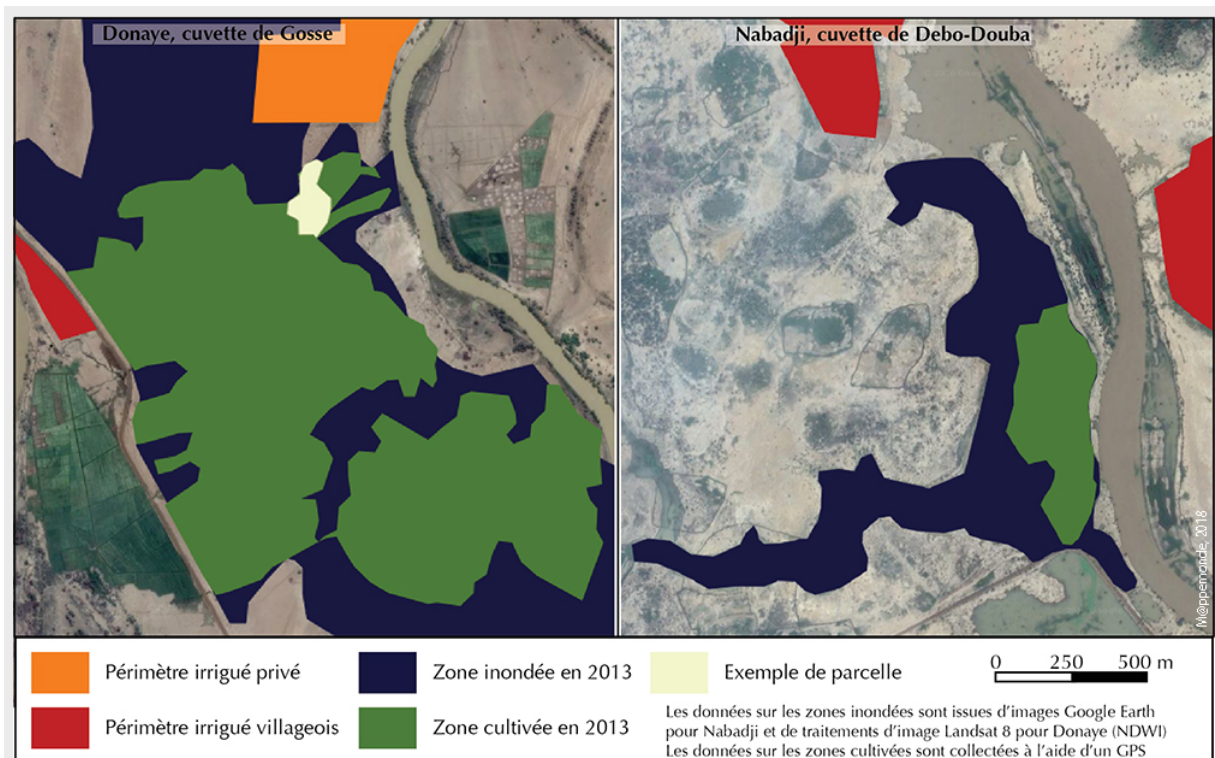 Donaye, cuvette de Gosse
Nabadji, cuvette de Debo-Douba
M@ppemonde, 2018
Périmètre irrigué privé
Zone inondée en 2013
Exemple de parcelle
0 250 500 m
Périmètre irrigué villageois
Zone cultivée en 2013
Les données sur les zones inondées sont issues d'images Google Earth
pour Nabadji et de traitements d'image Landsat 8 pour Donaye (NDWI)
Les données sur les zones cultivées sont collectées à l'aide d'un GPS